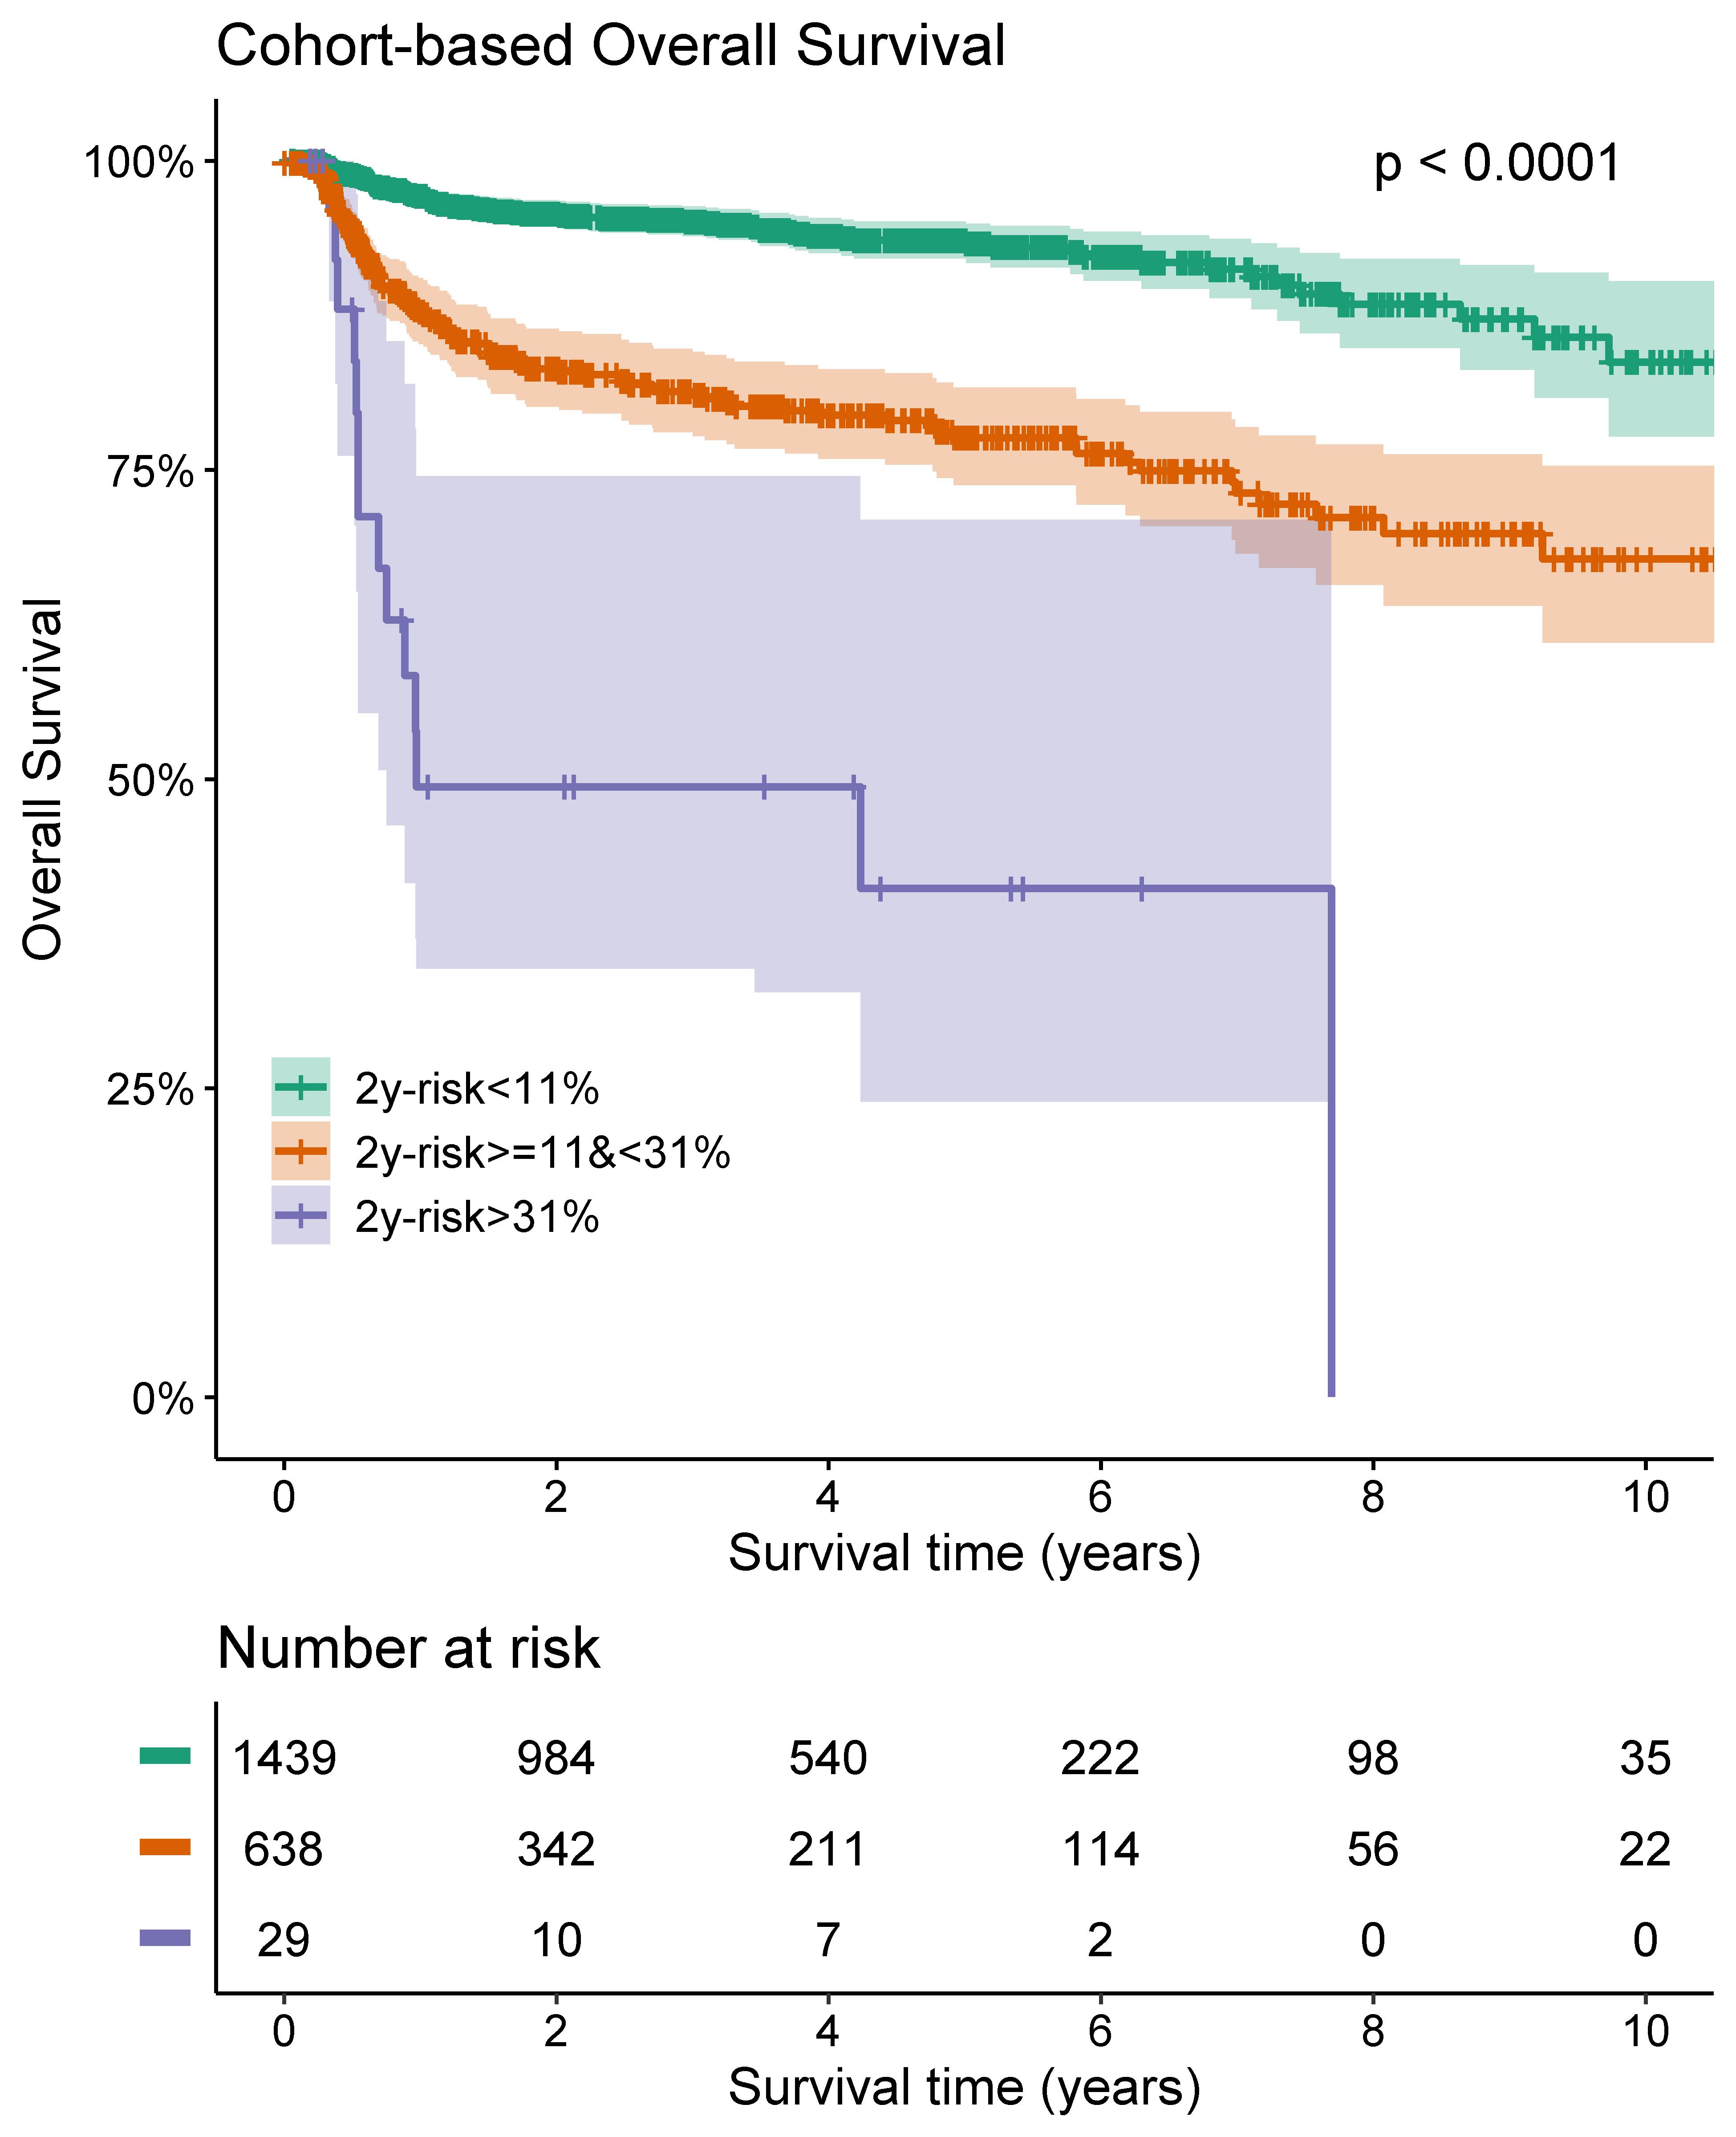 Cohort-based Overall Survival
p < 0.0001
100%
75%
50%
25%
0%
Overall Survival
2y-risk<11%
2y-risk>=11&<31%
2y-risk>31%
0 2 4 6 8 10
Survival time (years)
Number at risk
1439 984 540 222 98 35
638 342 211 114 56 22
29 10 7 2 0 0
0 2 4 6 8 10
Survival time (years)